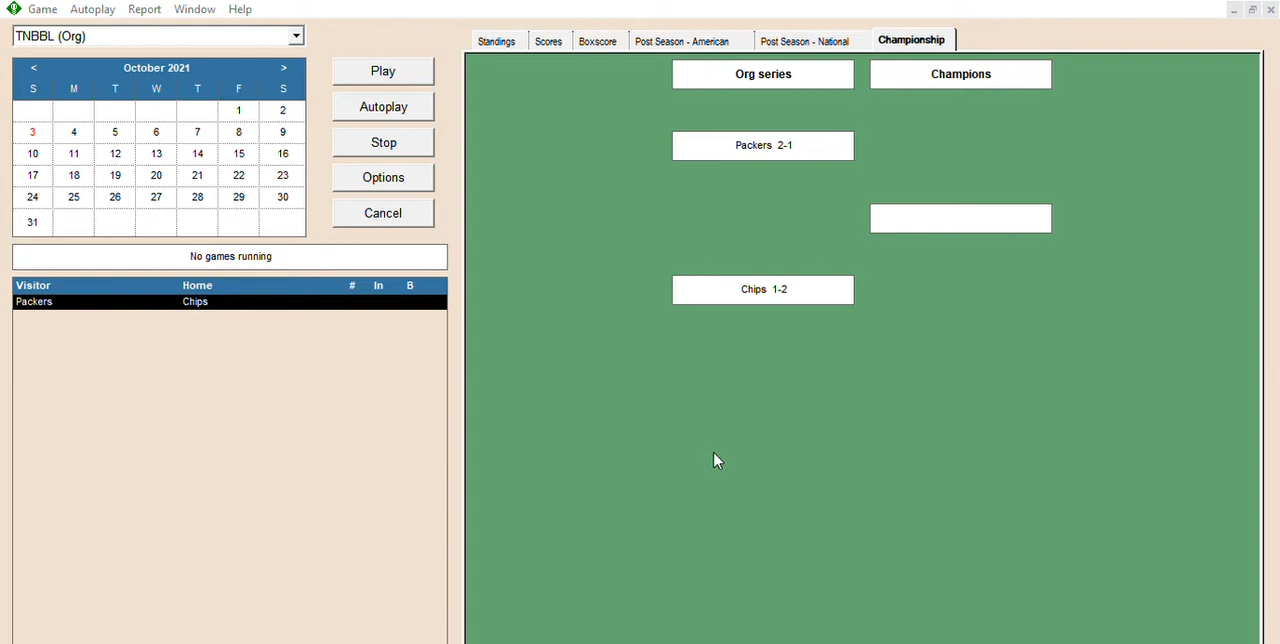 Game Autoplay Report Window Help
TNBBL (Org)
< October 2021 >
S M T W T F S
1 2
3 4 5 6 7 8 9
10 11 12 13 14 15 16
17 18 19 20 21 22 23
24 25 26 27 28 29 30
31
Play
Autoplay
Stop
Options
Cancel
No games running
Visitor Home # In B
Packers Chips
Standings Scores Boxscore Post Season - American Post Season - National Championship
Org series Champions
Packers 2-1
Chips 1-2